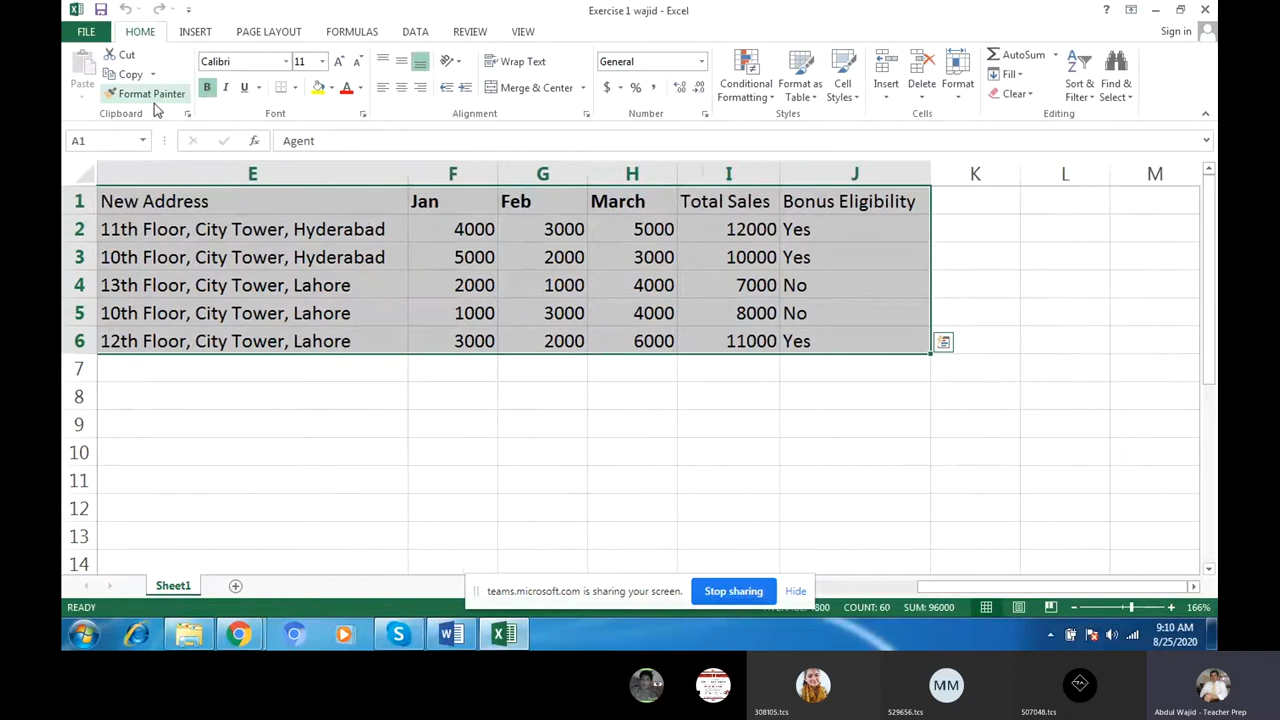 Exercise 1 wajid - Excel
FILE HOME INSERT PAGE LAYOUT FORMULAS DATA REVIEW VIEW Sign in
Paste
Cut
Copy
Format Painter
Clipboard
Calibri 11
B I U A
Font
Wrap Text
Merge & Center
Alignment
General
$ % ,
Number
Conditional Formatting
Format as Table
Cell Styles
Styles
Insert Delete Format
Cells
AutoSum
Fill
Clear
Sort & Filter
Find & Select
Editing
A1 fx Agent
E F G H I J K L M
1 New Address Jan Feb March Total Sales Bonus Eligibility
2 11th Floor, City Tower, Hyderabad 4000 3000 5000 12000 Yes
3 10th Floor, City Tower, Hyderabad 5000 2000 3000 10000 Yes
4 13th Floor, City Tower, Lahore 2000 1000 4000 7000 No
5 10th Floor, City Tower, Lahore 1000 3000 4000 8000 No
6 12th Floor, City Tower, Lahore 3000 2000 6000 11000 Yes
7
8
9
10
11
12
13
14
Sheet1
teams.microsoft.com is sharing your screen. Stop sharing Hide
READY COUNT: 60 SUM: 96000 166%
9:10 AM
8/25/2020
MM
308105.tcs 529656.tcs 507048.tcs Abdul Wajid - Teacher Prep